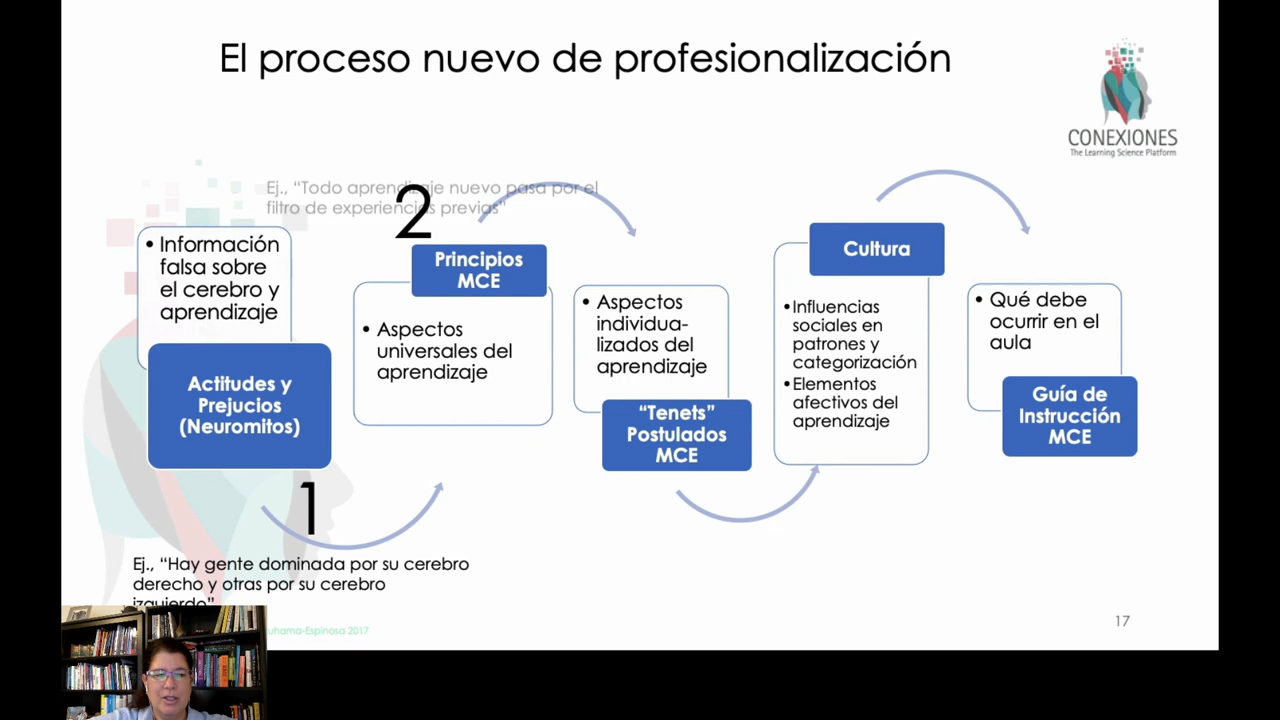 El proceso nuevo de profesionalización
CONEXIONES
The Learning Science Platform
Ej., “Todo aprendizaje nuevo pasa por el
filtro de experiencias previas”
2
• Información
falsa sobre
el cerebro y
aprendizaje
Actitudes y
Prejucios
(Neuromitos)
1
Ej., “Hay gente dominada por su cerebro
derecho y otras por su cerebro
izquierdo”
Principios
MCE
• Aspectos
universales del
aprendizaje
• Aspectos
individua-
lizados del
aprendizaje
“Tenets”
Postulados
MCE
Cultura
•Influencias
sociales en
patrones y
categorización
•Elementos
afectivos del
aprendizaje
• Qué debe
ocurrir en el
aula
Guía de
Instrucción
MCE
uhama-Espinosa 2017
17